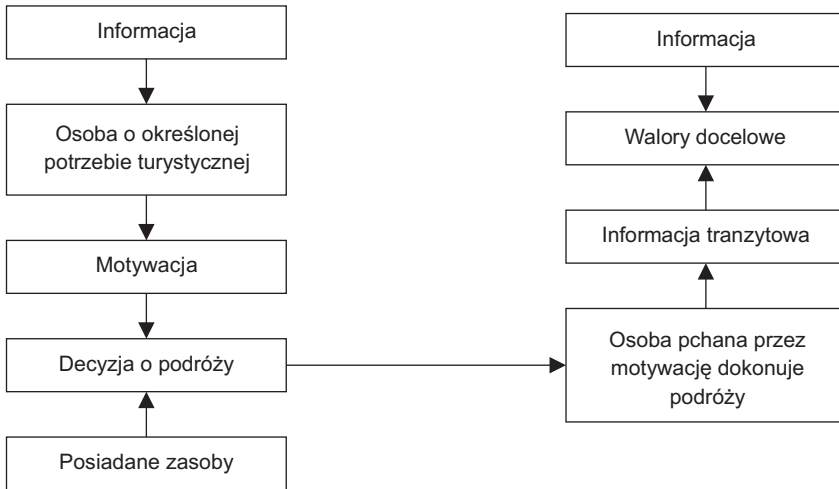 Informacja
Osoba o określonej
potrzebie turystycznej
Motywacja
Decyzja o podróży
Posiadane zasoby
Informacja
Walory docelowe
Informacja tranzytowa
Osoba pchana przez
motywację dokonuje
podróży